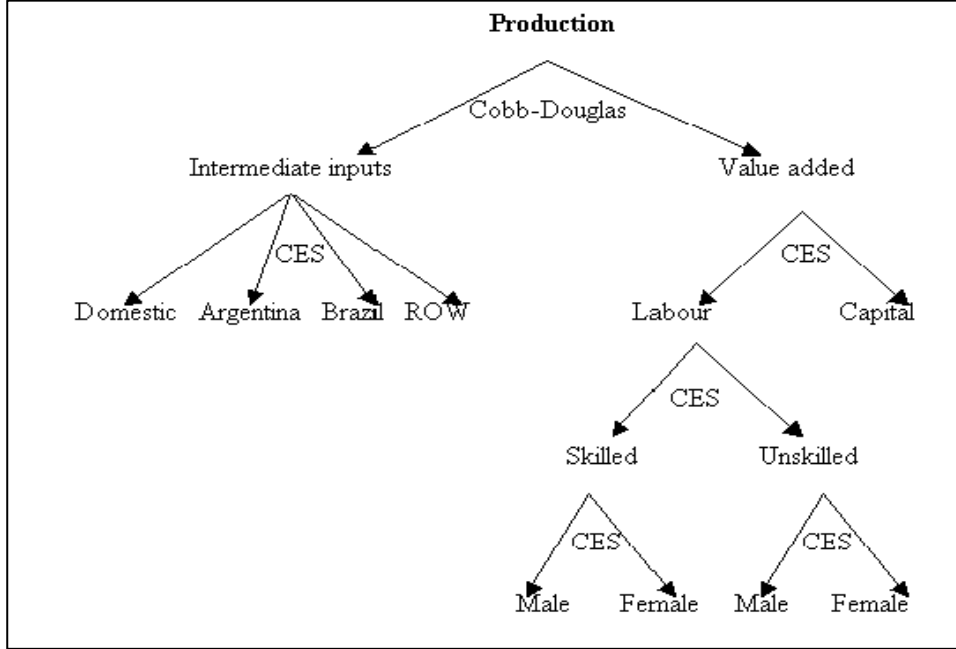 Production
Cobb-Douglas
Intermediate inputs Value added
CES CES
Domestic Argentina Brazil ROW Labour Capital
CES
Skilled Unskilled
CES CES
Male Female Male Female